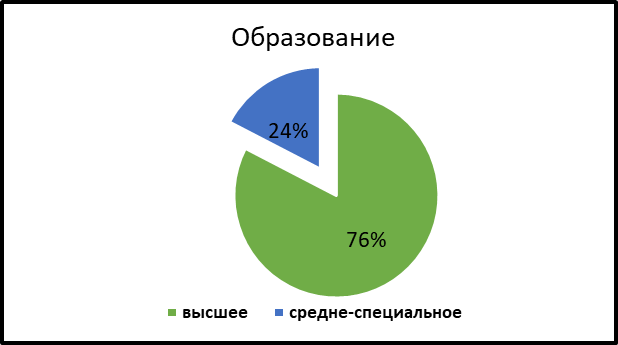 Образование
24%
76%
высшее
средне-специальное